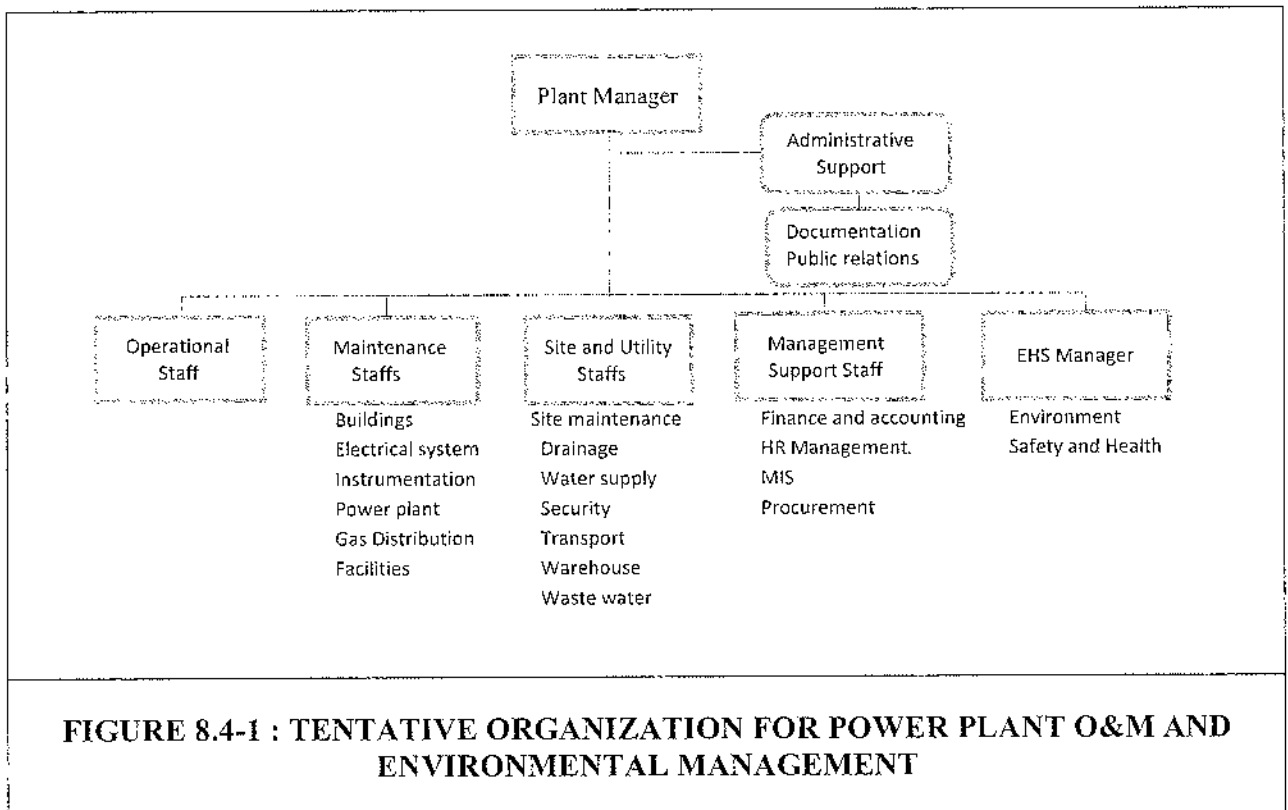 Plant Manager
Administrative
Support
Documentation
Public relations
Operational
Staff
Maintenance
Staffs
Buildings
Electrical system
Instrumentation
Power plant
Gas Distribution
Facilities
Site and Utility
Staffs
Site maintenance
Drainage
Water supply
Security
Transport
Warehouse
Waste water
Management
Support Staff
Finance and accounting
HR Management.
MIS
Procurement
EHS Manager
Environment
Safety and Health
FIGURE 8.4-1 : TENTATIVE ORGANIZATION FOR POWER PLANT O&M AND
ENVIRONMENTAL MANAGEMENT